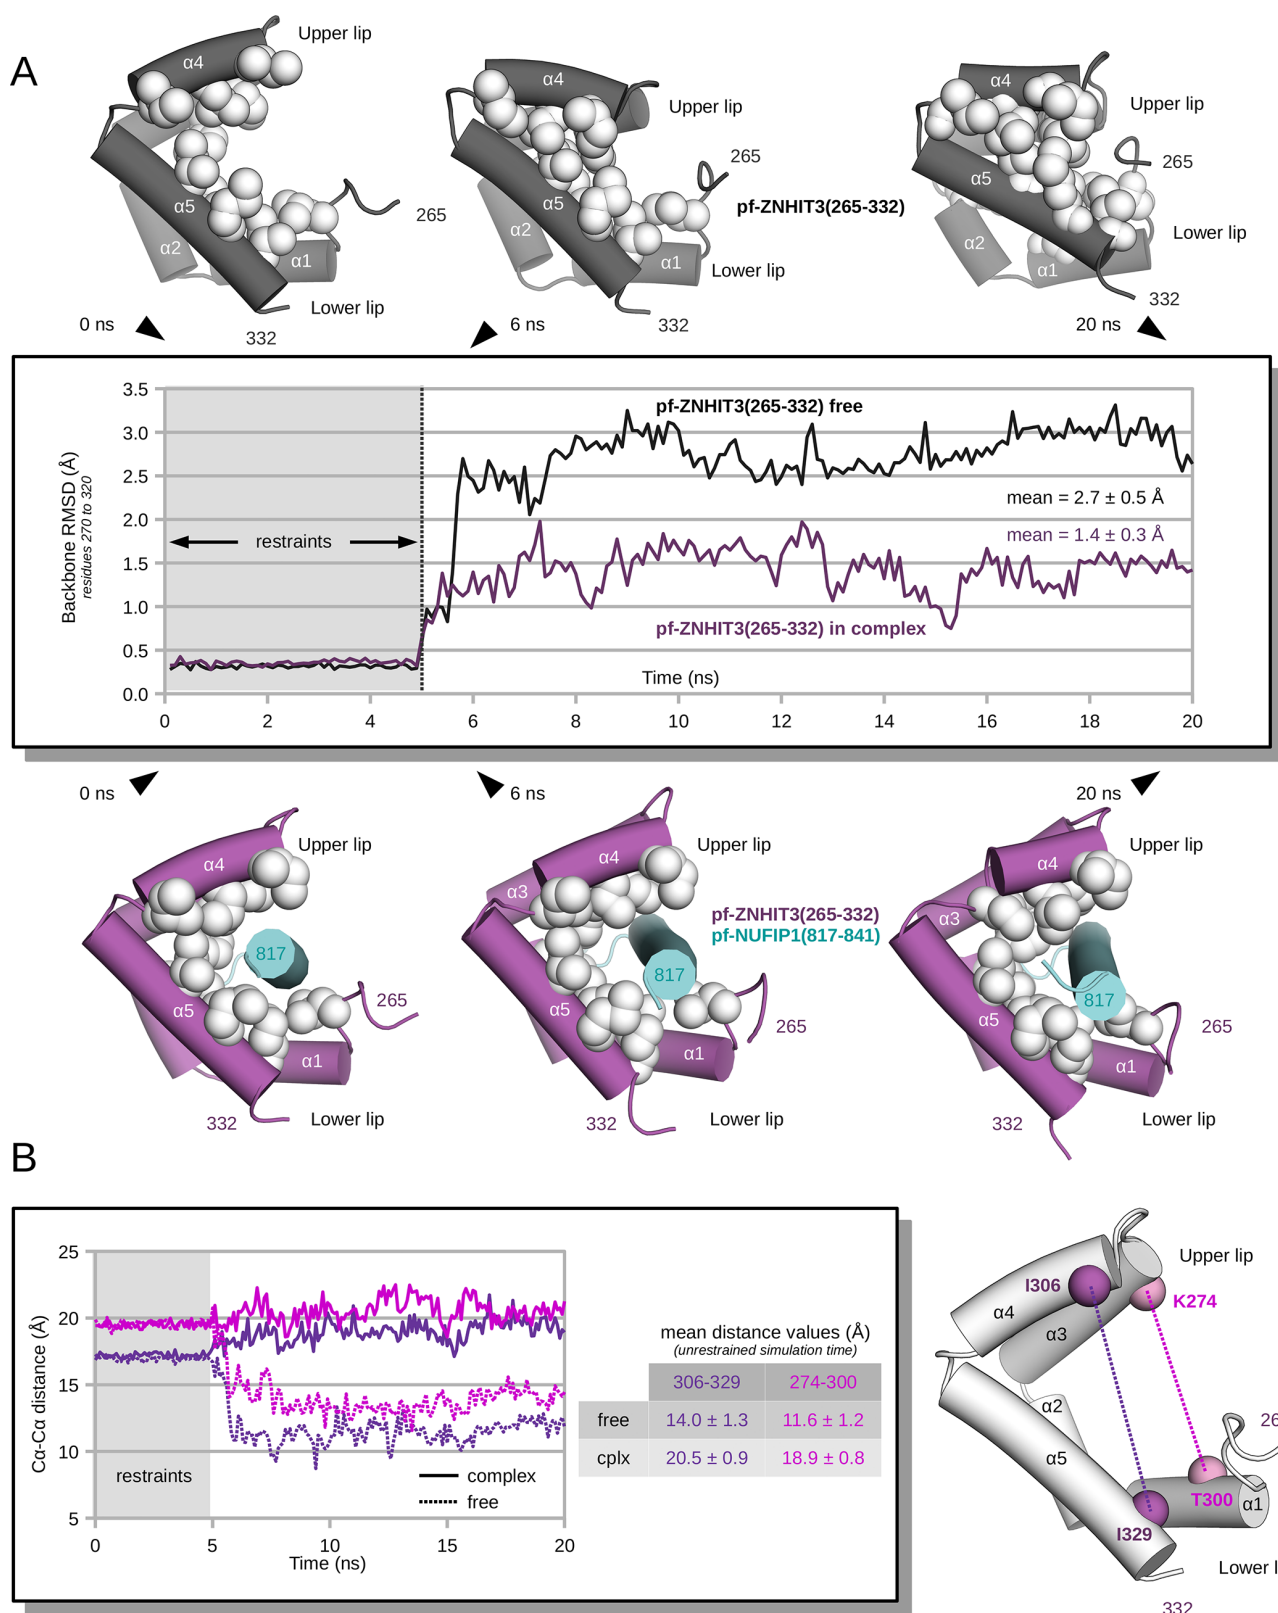 A
Upper lip
α4
α5
α2
α1
265
Lower lip
332
0 ns
α4
Upper lip
265
α5
α2
α1
pf-ZNHIT3(265-332)
Lower lip
332
6 ns
α4
Upper lip
265
α5
α2
α1
Lower lip
332
20 ns
Backbone RMSD (Å)
residues 270 to 320
3.5
3.0
2.5
2.0
1.5
1.0
0.5
0.0
pf-ZNHIT3(265-332) free
mean = 2.7 ± 0.5 Å
mean = 1.4 ± 0.3 Å
restraints
pf-ZNHIT3(265-332) in complex
Time (ns)
0 2 4 6 8 10 12 14 16 18 20
0 ns
Upper lip
α4
817
α5
265
α1
332
Lower lip
6 ns
Upper lip
α4
α3
pf-ZNHIT3(265-332)
pf-NUFIP1(817-841)
817
α5
265
α1
332
Lower lip
20 ns
Upper lip
α4
α3
817
α5
265
α1
332
Lower lip
B
Cα-Cα distance (Å)
25
20
15
10
5
restraints
complex
free
0 5 10 15 20
Time (ns)
mean distance values (Å)
(unrestrained simulation time)
306-329 274-300
free 14.0 ± 1.3 11.6 ± 1.2
cplx 20.5 ± 0.9 18.9 ± 0.8
Upper lip
I306
K274
α4
α3
α2
α5
26
T300
α1
I329
Lower l
332